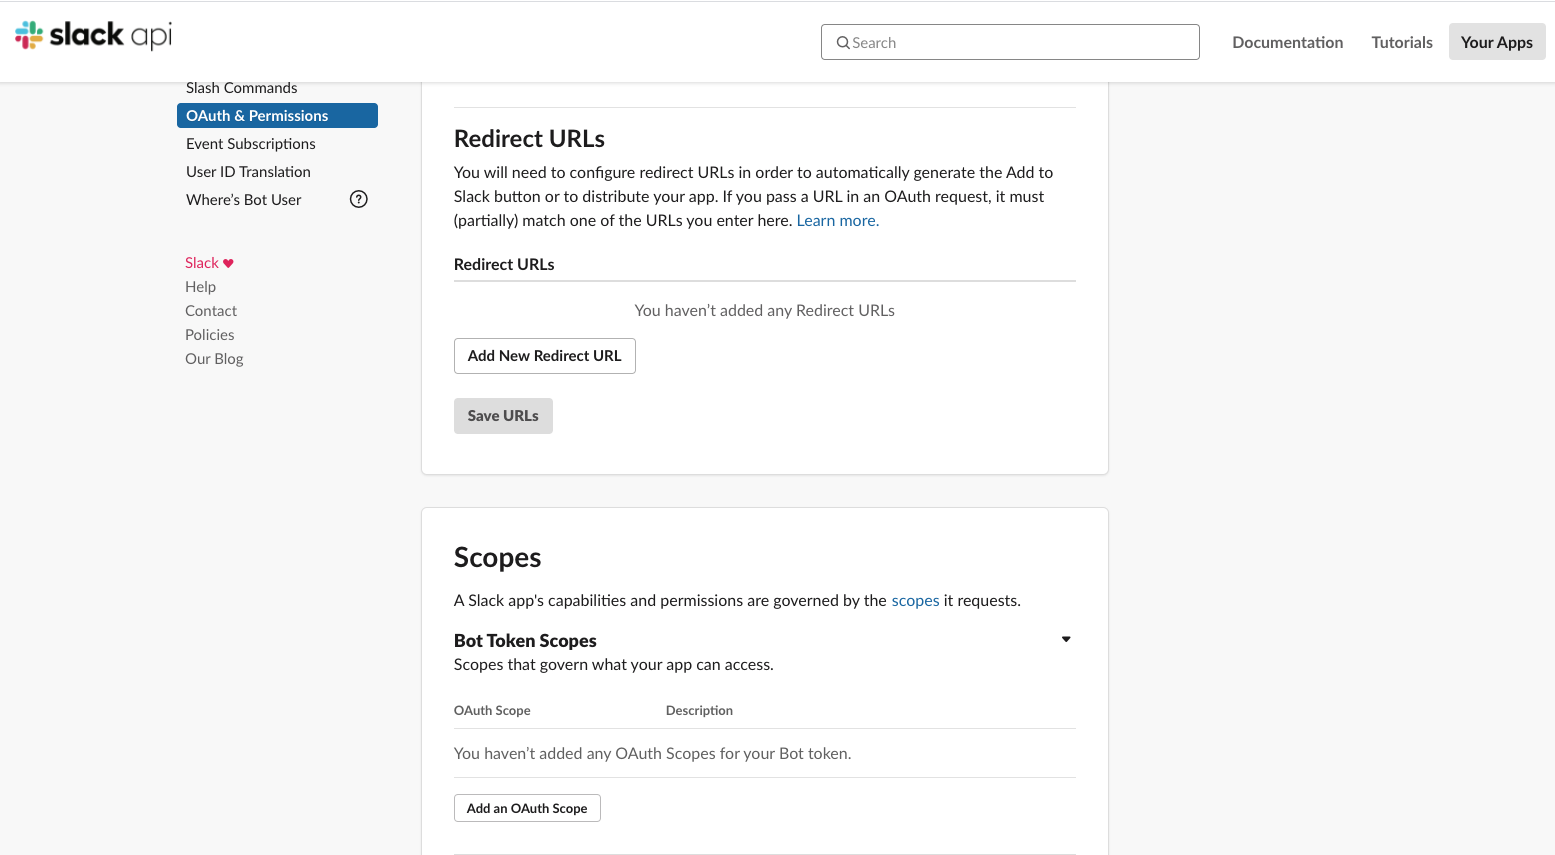 slack api
Search
Documentation
Tutorials
Your Apps
Slash Commands
OAuth & Permissions
Event Subscriptions
User ID Translation
Where’s Bot User
?
Slack ♥
Help
Contact
Policies
Our Blog
Redirect URLs
You will need to configure redirect URLs in order to automatically generate the Add to
Slack button or to distribute your app. If you pass a URL in an OAuth request, it must
(partially) match one of the URLs you enter here. Learn more.
Redirect URLs
You haven’t added any Redirect URLs
Add New Redirect URL
Save URLs
Scopes
A Slack app's capabilities and permissions are governed by the scopes it requests.
Bot Token Scopes
Scopes that govern what your app can access.
OAuth Scope
Description
You haven’t added any OAuth Scopes for your Bot token.
Add an OAuth Scope